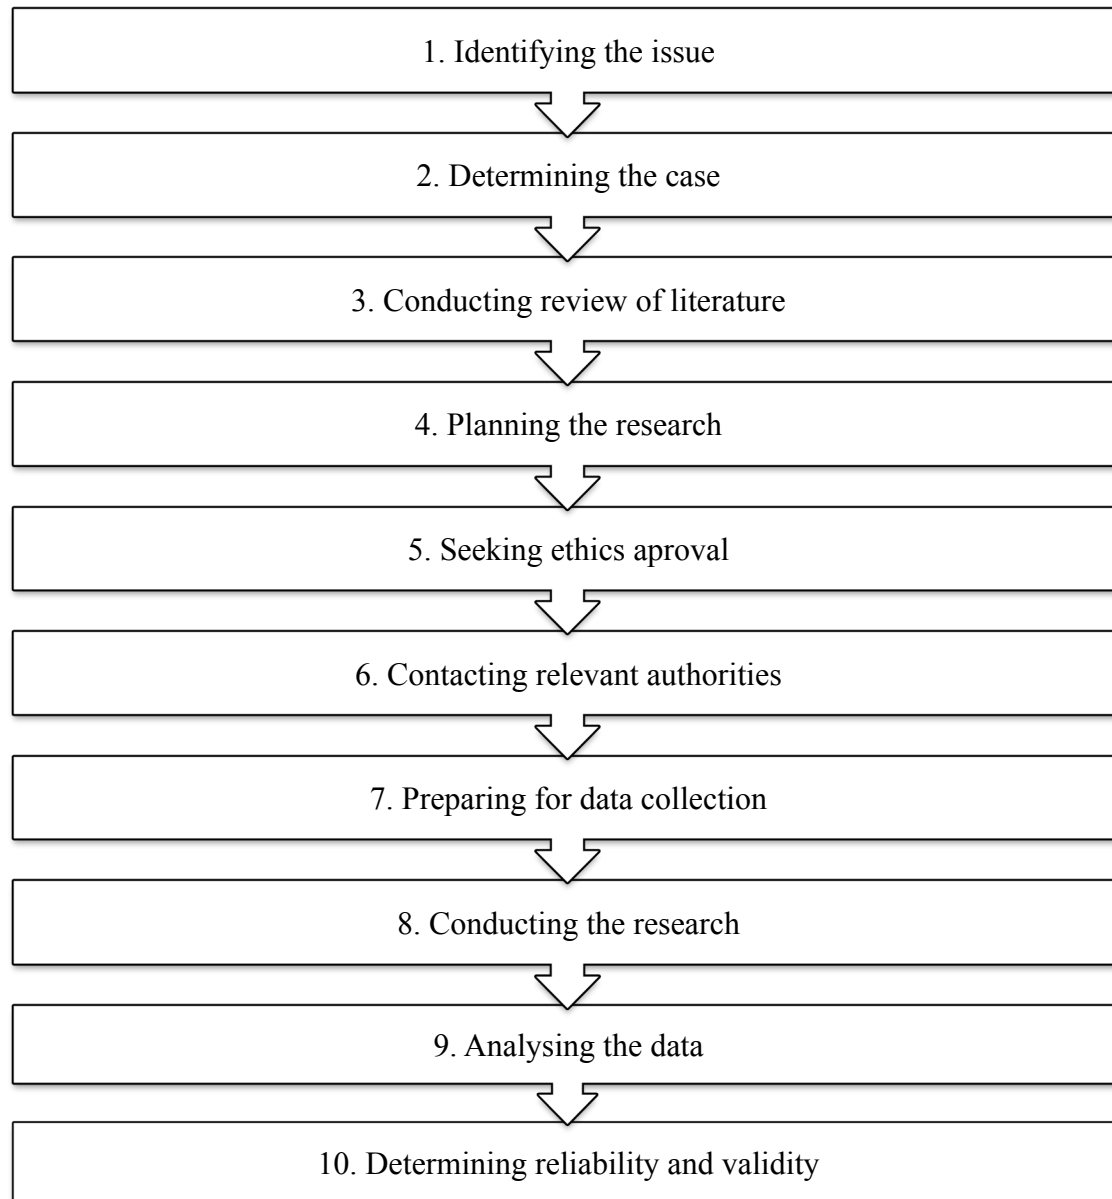 1. Identifying the issue
2. Determining the case
3. Conducting review of literature
4. Planning the research
5. Seeking ethics aproval
6. Contacting relevant authorities
7. Preparing for data collection
8. Conducting the research
9. Analysing the data
10. Determining reliability and validity